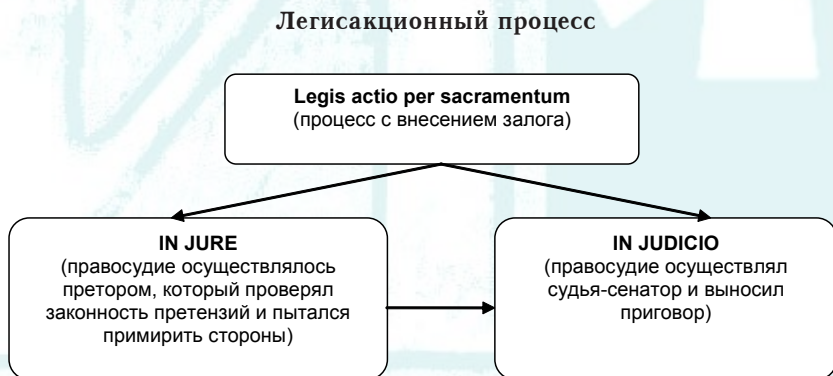 Легисакционный процесс
Legis actio per sacramentum
(процесс с внесением залога)
IN JURE
(правосудие осуществлялось
претором, который проверял
законность претензий и пытался
примирить стороны)
IN JUDICIO
(правосудие осуществлял
судья-сенатор и выносил
приговор)